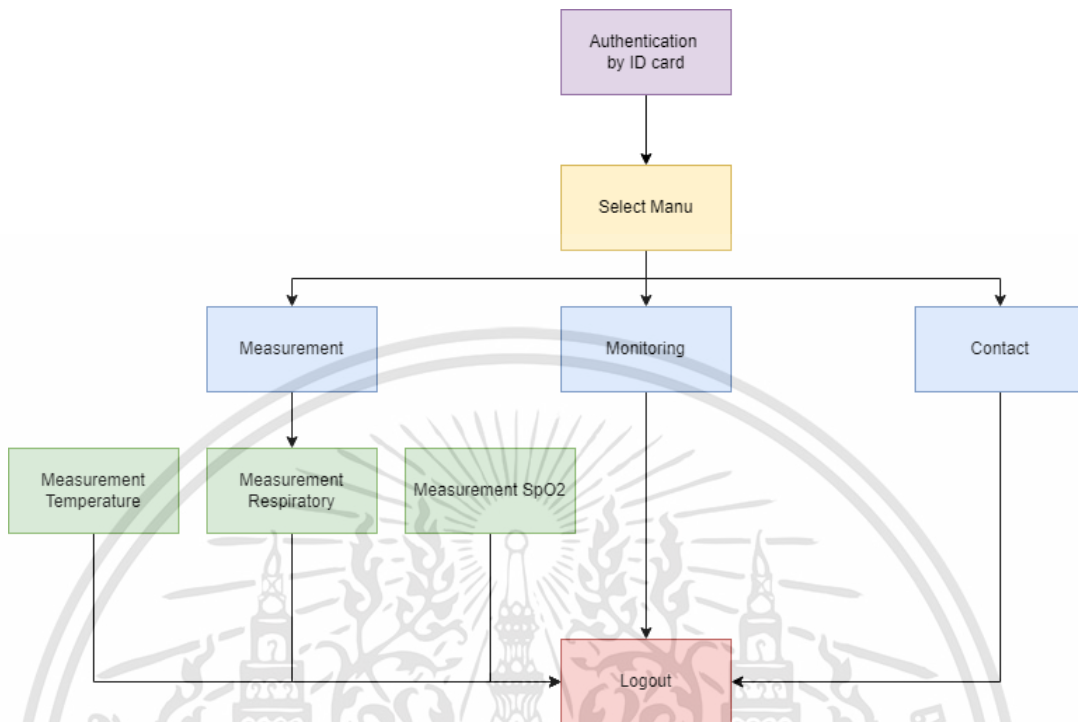 Authentication
by ID card
Select Manu
Measurement
Monitoring
Contact
Measurement
Temperature
Measurement
Respiratory
Measurement SpO2
Logout